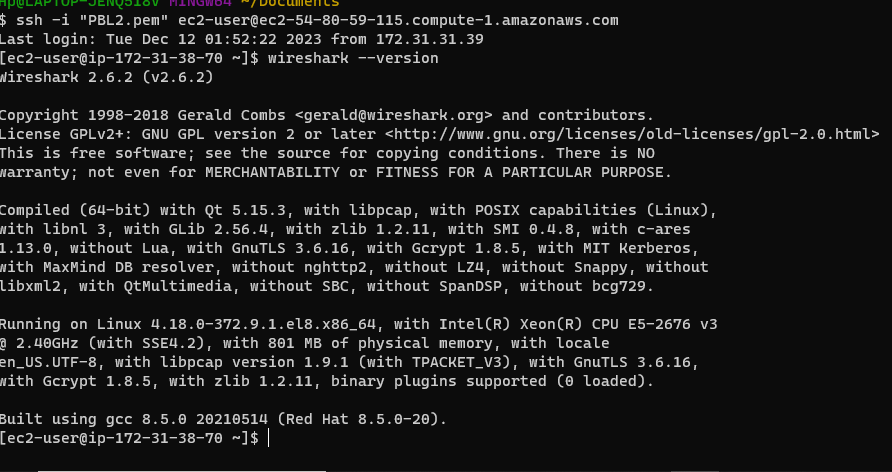 Hp@LAPTOP-JENQ5I8V MINGW64 ~/Documents
$ ssh -i "PBL2.pem" ec2-user@ec2-54-80-59-115.compute-1.amazonaws.com
Last login: Tue Dec 12 01:52:22 2023 from 172.31.31.39
[ec2-user@ip-172-31-38-70 ~]$ wireshark --version
Wireshark 2.6.2 (v2.6.2)
Copyright 1998-2018 Gerald Combs <gerald@wireshark.org> and contributors.
License GPLv2+: GNU GPL version 2 or later <http://www.gnu.org/licenses/old-licenses/gpl-2.0.html>
This is free software; see the source for copying conditions. There is NO
warranty; not even for MERCHANTABILITY or FITNESS FOR A PARTICULAR PURPOSE.
Compiled (64-bit) with Qt 5.15.3, with libpcap, with POSIX capabilities (Linux),
with libnl 3, with GLib 2.56.4, with zlib 1.2.11, with SMI 0.4.8, with c-ares
1.13.0, without Lua, with GnuTLS 3.6.16, with Gcrypt 1.8.5, with MIT Kerberos,
with MaxMind DB resolver, without nghttp2, without LZ4, without Snappy, without
libxml2, with QtMultimedia, without SBC, without SpanDSP, without bcg729.
Running on Linux 4.18.0-372.9.1.el8.x86_64, with Intel(R) Xeon(R) CPU E5-2676 v3
@ 2.40GHz (with SSE4.2), with 801 MB of physical memory, with locale
en_US.UTF-8, with libpcap version 1.9.1 (with TPACKET_V3), with GnuTLS 3.6.16,
with Gcrypt 1.8.5, with zlib 1.2.11, binary plugins supported (0 loaded).
Built using gcc 8.5.0 20210514 (Red Hat 8.5.0-20).
[ec2-user@ip-172-31-38-70 ~]$